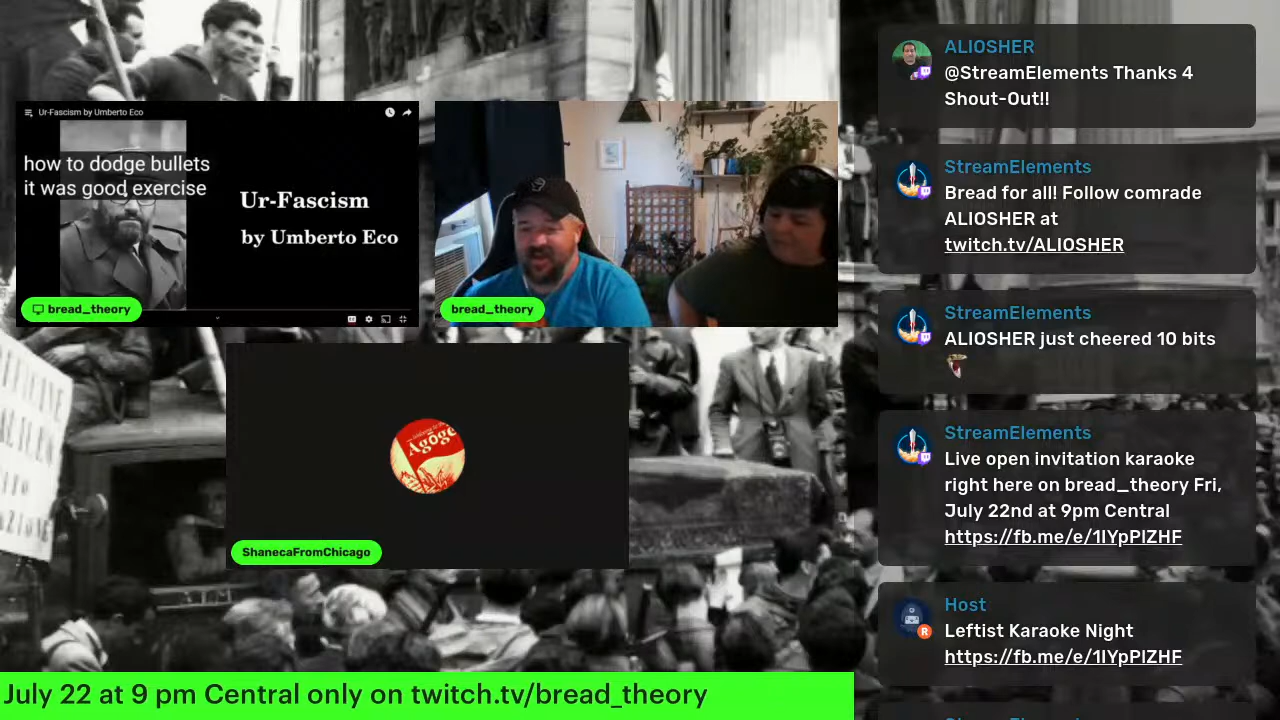 Ur-Fascism by Umberto Eco
how to dodge bullets
it was good exercise
Ur-Fascism
by Umberto Eco
bread_theory
bread_theory
Agōge
ShanecaFromChicago
July 22 at 9 pm Central only on twitch.tv/bread_theory
ALIOSHER
@StreamElements Thanks 4
Shout-Out!!
StreamElements
Bread for all! Follow comrade
ALIOSHER at
twitch.tv/ALIOSHER
StreamElements
ALIOSHER just cheered 10 bits
StreamElements
Live open invitation karaoke
right here on bread_theory Fri,
July 22nd at 9pm Central
https://fb.me/e/1IYpPlZHF
Host
Leftist Karaoke Night
https://fb.me/e/1IYpPlZHF